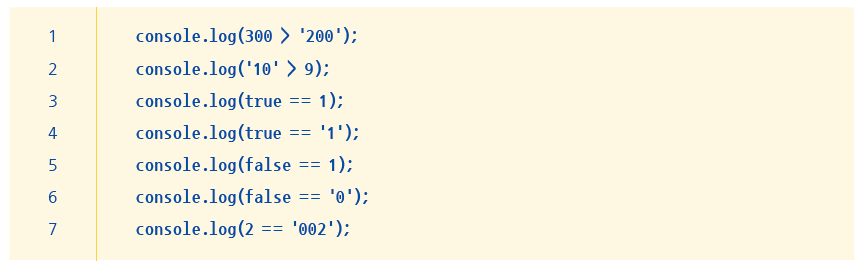 1 console.log(300 > '200');
2 console.log('10' > 9);
3 console.log(true == 1);
4 console.log(true == '1');
5 console.log(false == 1);
6 console.log(false == '0');
7 console.log(2 == '002');